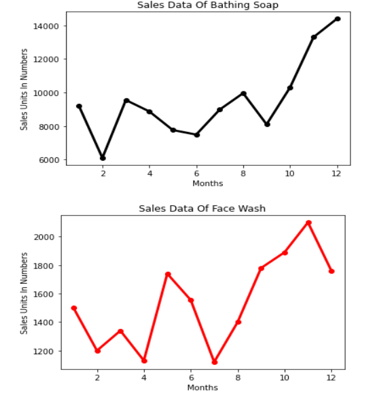 Sales Data Of Bathing Soap
14000
10000
8000
6000
Sales Units In Numbers
2 4 6 8 10 12
Months
Sales Data Of Face Wash
2000
1800
1600
1400
1200
Sales Units In Numbers
2 4 6 8 10 12
Months